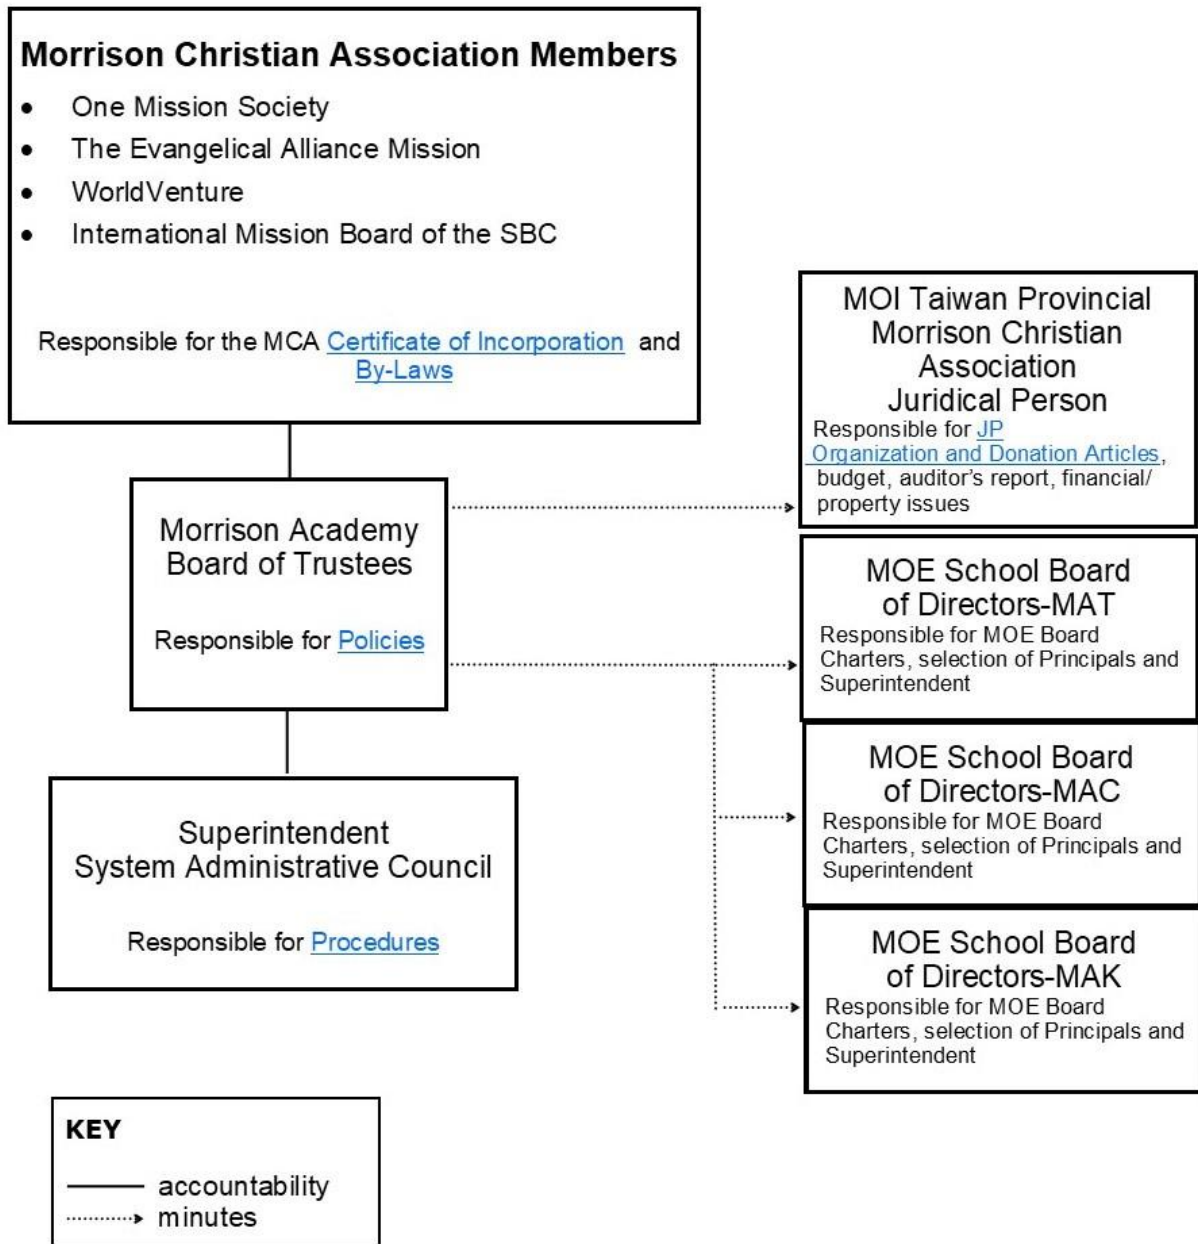 Morrison Christian Association Members
• One Mission Society
• The Evangelical Alliance Mission
• WorldVenture
• International Mission Board of the SBC
Responsible for the MCA Certificate of Incorporation and
By-Laws
MOI Taiwan Provincial
Morrison Christian
Association
Juridical Person
Responsible for JP
Organization and Donation Articles,
budget, auditor's report, financial/
property issues
Morrison Academy
Board of Trustees
Responsible for Policies
MOE School Board
of Directors-MAT
Responsible for MOE Board
Charters, selection of Principals and
Superintendent
MOE School Board
of Directors-MAC
Responsible for MOE Board
Charters, selection of Principals and
Superintendent
Superintendent
System Administrative Council
Responsible for Procedures
MOE School Board
of Directors-MAK
Responsible for MOE Board
Charters, selection of Principals and
Superintendent
KEY
accountability
minutes